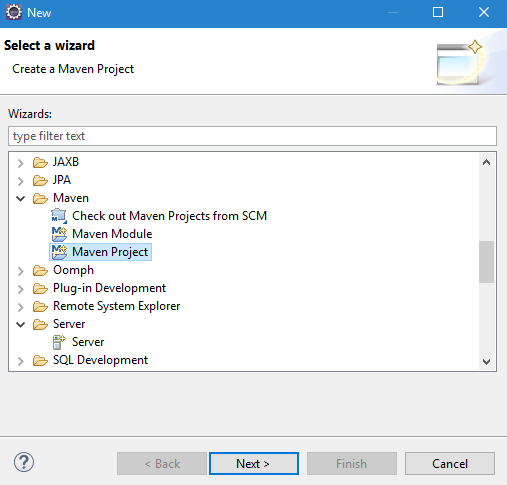 New
Select a wizard
Create a Maven Project
Wizards:
type filter text
JAXB
JPA
Maven
Check out Maven Projects from SCM
Maven Module
Maven Project
Oomph
Plug-in Development
Remote System Explorer
Server
Server
SQL Development
? < Back Next > Finish Cancel